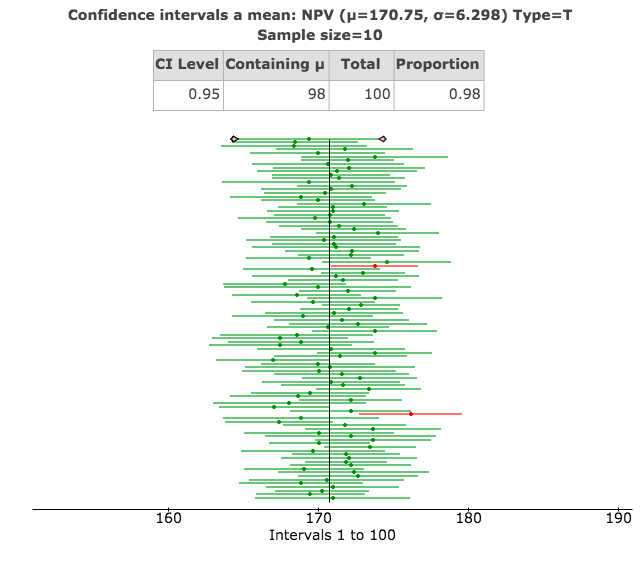 Confidence intervals a mean: NPV (μ=170.75, σ=6.298) Type=T
Sample size=10
CI Level Containing μ Total Proportion
0.95 98 100 0.98
160 170 180 190
Intervals 1 to 100